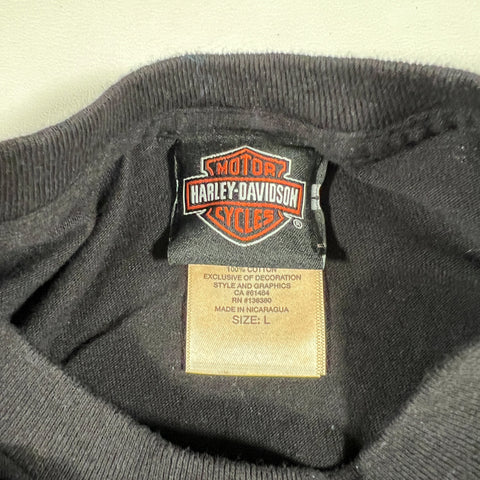 MOTOR
HARLEY-DAVIDSON
CYCLES
®
100% COTTON
EXCLUSIVE OF DECORATION
STYLE AND GRAPHICS
CA #61484
RN #138380
MADE IN NICARAGUA
SIZE: L